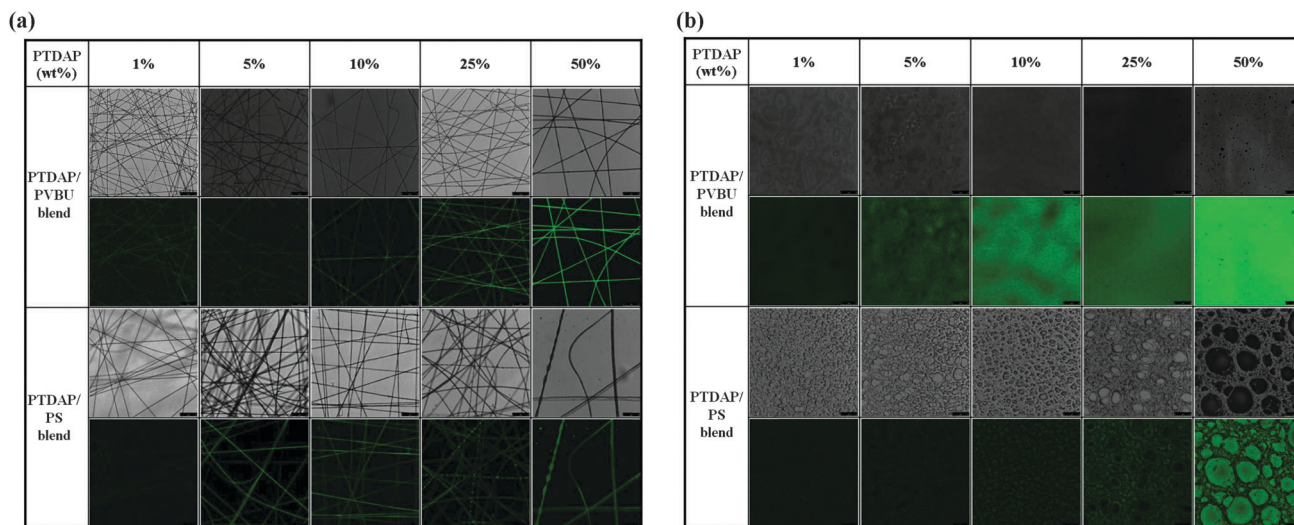 (a)
PTDAP
(wt%)
1%
5%
10%
25%
50%
PTDAP/
PVBU
blend
PTDAP/
PS
blend
(b)
PTDAP
(wt%)
1%
5%
10%
25%
50%
PTDAP/
PVBU
blend
PTDAP/
PS
blend